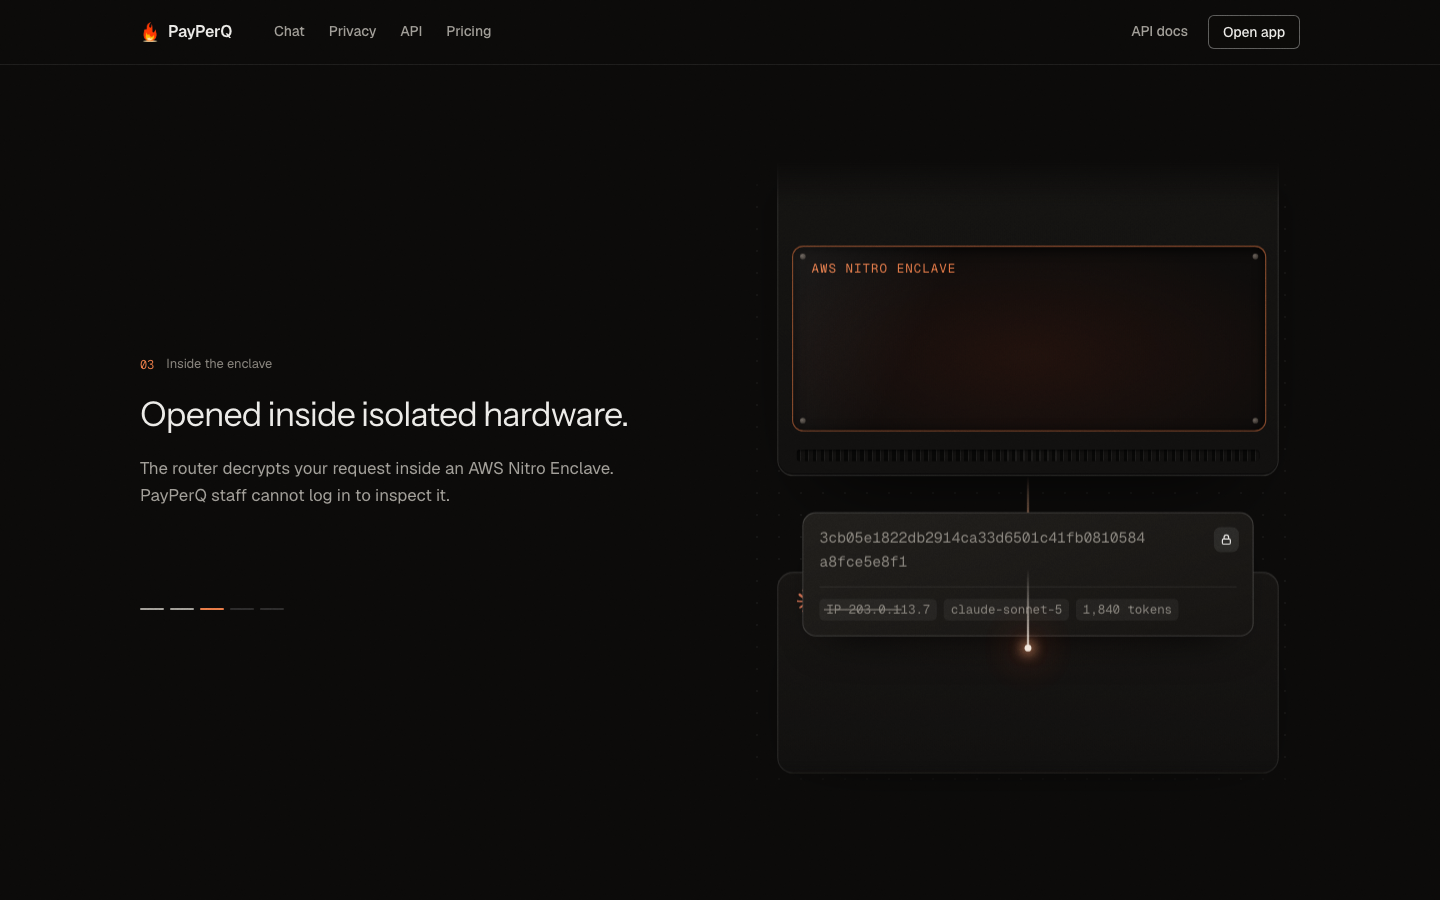 PayPerQ
Chat
Privacy
API
Pricing
API docs
Open app
03 Inside the enclave
Opened inside isolated hardware.
The router decrypts your request inside an AWS Nitro Enclave.
PayPerQ staff cannot log in to inspect it.
AWS NITRO ENCLAVE
3cb05e1822db2914ca33d6501c41fb0810584
a8fce5e8f1
IP 203.0.113.7
claude-sonnet-5
1,840 tokens